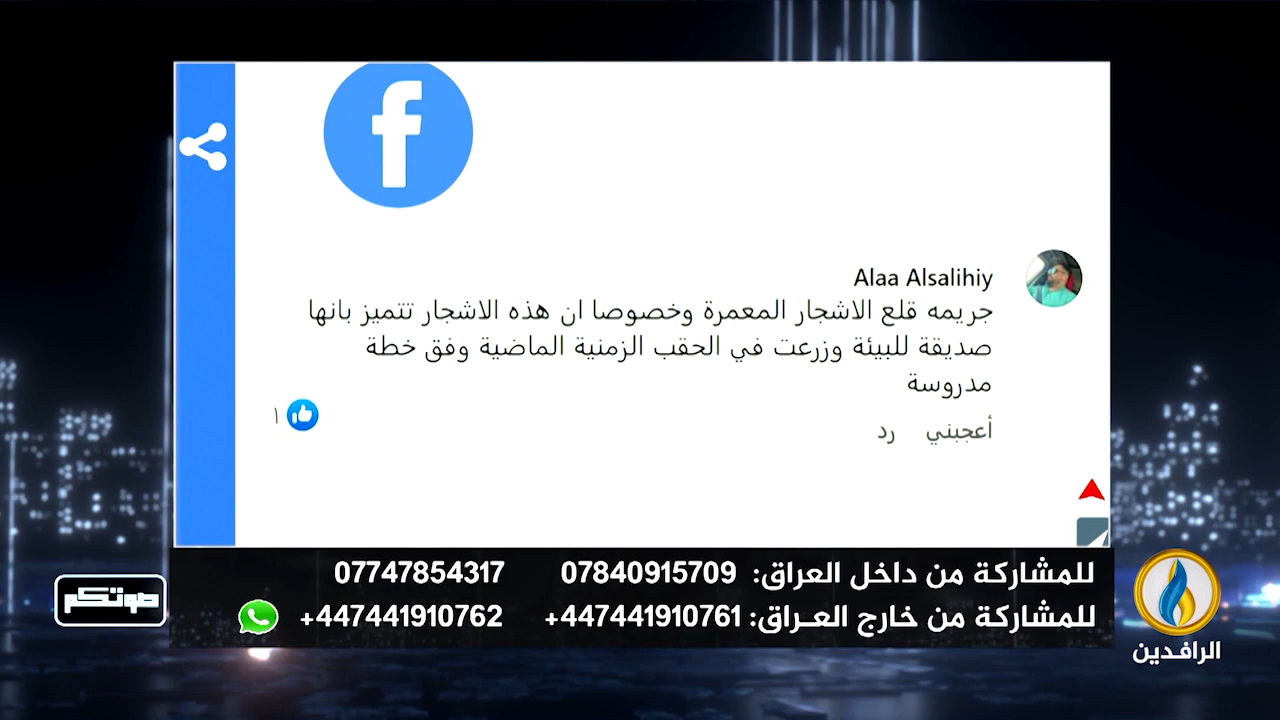 f
Alaa Alsalihiy
جريمه قلع الاشجار المعمرة وخصوصا ان هذه الاشجار تتميز بانها
صديقة للبيئة وزرعت في الحقب الزمنية الماضية وفق خطة
مدروسة
أعجبني رد
١
للمشاركة من داخل العراق: 07840915709 07747854317
للمشاركة من خارج العـراق: 447441910761+ 447441910762+
صوتكم
الرافدين